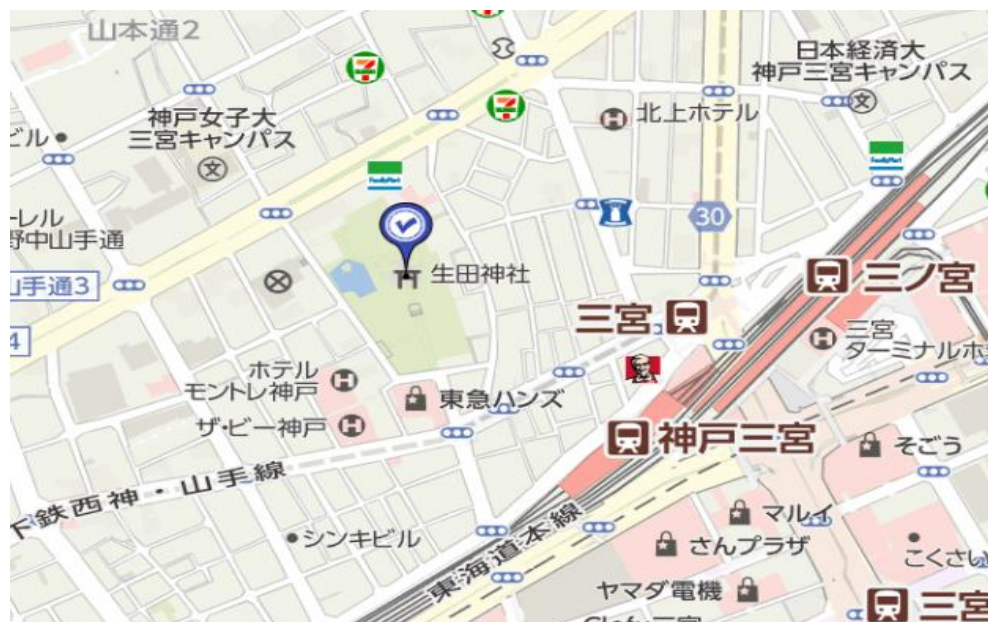 山本通2
日本経済大
神戸三宮キャンパス
神戸女子大
三宮キャンパス
北上ホテル
ビル
FamilyMart
FamilyMart
7
7
ーレル
野中山手通
30
生田神社
山手通3
三ノ宮
三宮
三宮
ターミナルホ
4
ホテル
モントレ神戸
東急ハンズ
ザ・ビー神戸
神戸三宮
そごう
下鉄西神・山手線
マルイ
シンキビル
東海道本線
さんプラザ
こくさい
ヤマダ電機
三宮